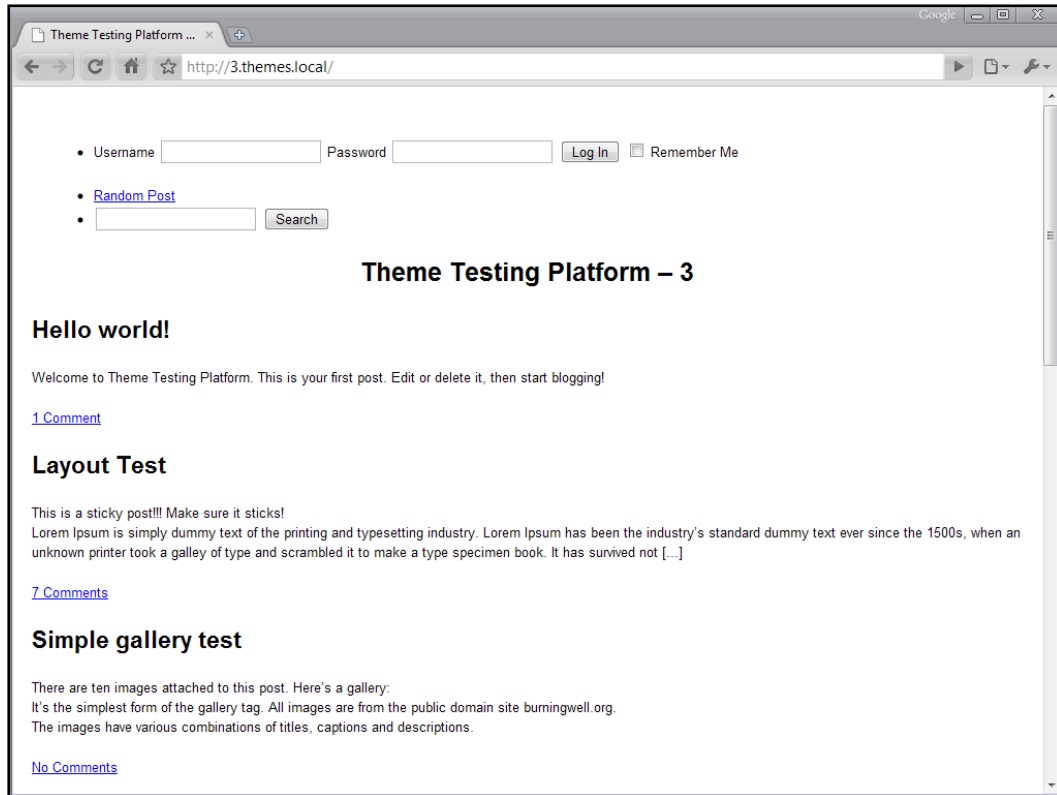 Google
Theme Testing Platform ...
http://3.themes.local/
Username Password Log In Remember Me
Random Post
Search
Theme Testing Platform – 3
Hello world!
Welcome to Theme Testing Platform. This is your first post. Edit or delete it, then start blogging!
1 Comment
Layout Test
This is a sticky post!!! Make sure it sticks!
Lorem Ipsum is simply dummy text of the printing and typesetting industry. Lorem Ipsum has been the industry’s standard dummy text ever since the 1500s, when an
unknown printer took a galley of type and scrambled it to make a type specimen book. It has survived not [...]
7 Comments
Simple gallery test
There are ten images attached to this post. Here’s a gallery:
It’s the simplest form of the gallery tag. All images are from the public domain site burningwell.org.
The images have various combinations of titles, captions and descriptions.
No Comments